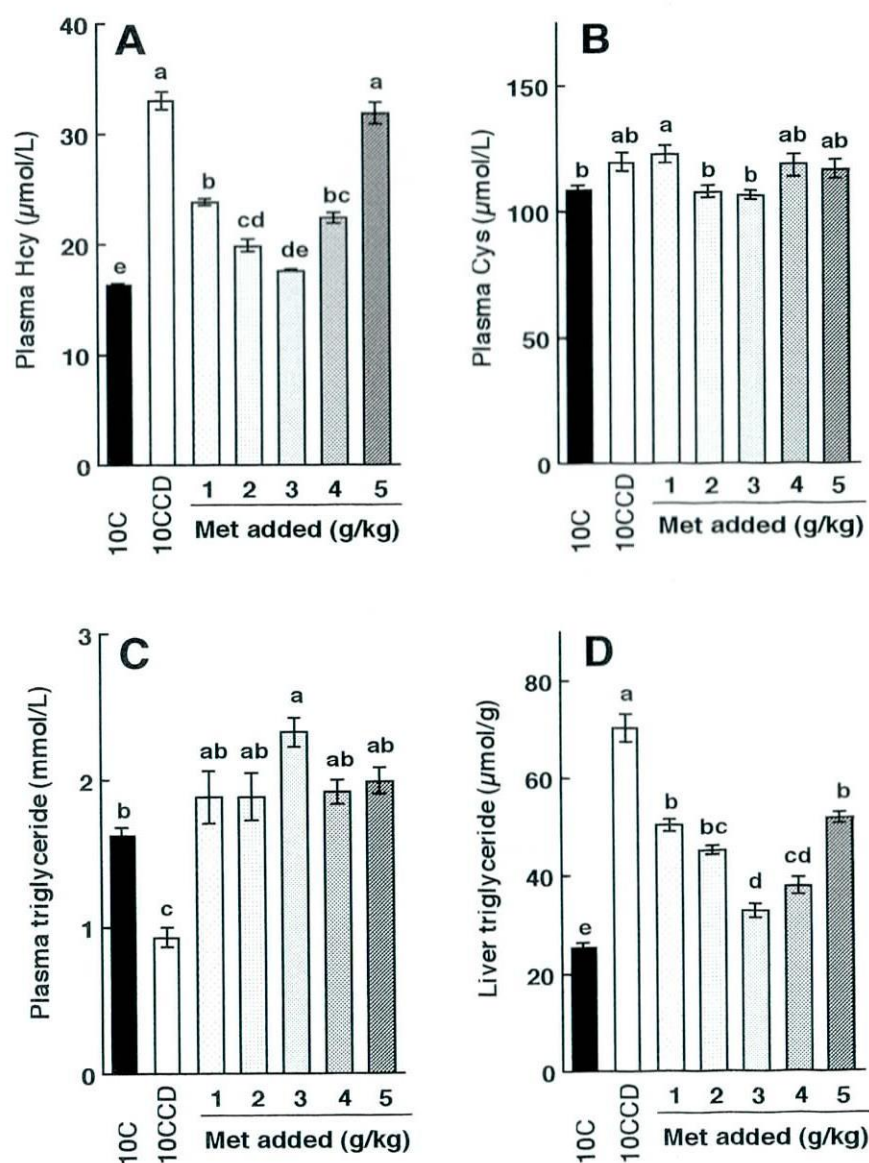 A
Plasma Hcy (μmol/L)
40
30
20
10
0
e
a
b
cd
de
bc
a
10C
10CCD
1 2 3 4 5
Met added (g/kg)
B
Plasma Cys (μmol/L)
150
100
50
0
b
ab
a
b
b
ab
ab
10C
10CCD
1 2 3 4 5
Met added (g/kg)
C
Plasma triglyceride (mmol/L)
3
2
1
0
b
c
ab
ab
a
ab
ab
10C
10CCD
1 2 3 4 5
Met added (g/kg)
D
Liver triglyceride (μmol/g)
80
60
40
20
0
e
a
b
bc
d
cd
b
10C
10CCD
1 2 3 4 5
Met added (g/kg)